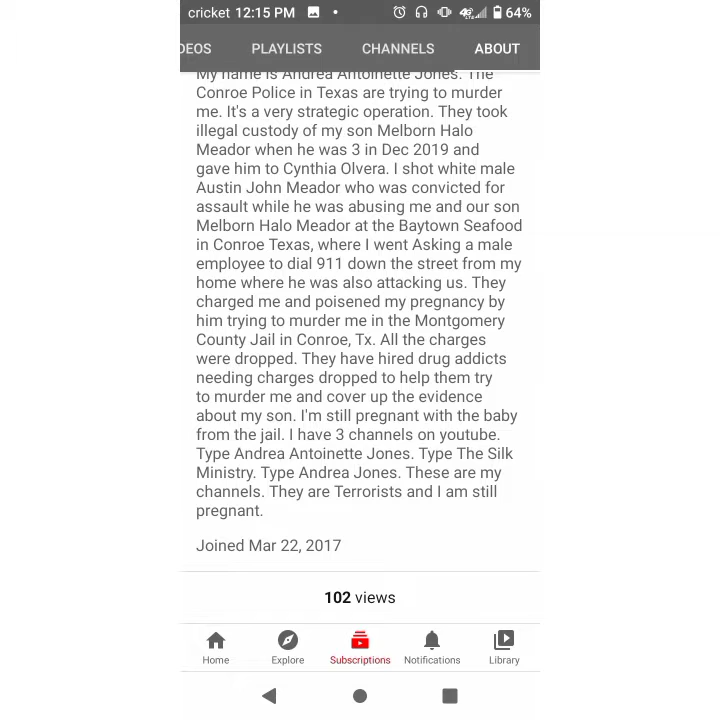 cricket 12:15 PM 64%
DEOS PLAYLISTS CHANNELS ABOUT
My name is Andrea Antoinette Jones. The
Conroe Police in Texas are trying to murder
me. It's a very strategic operation. They took
illegal custody of my son Melborn Halo
Meador when he was 3 in Dec 2019 and
gave him to Cynthia Olvera. I shot white male
Austin John Meador who was convicted for
assault while he was abusing me and our son
Melborn Halo Meador at the Baytown Seafood
in Conroe Texas, where I went Asking a male
employee to dial 911 down the street from my
home where he was also attacking us. They
charged me and poisened my pregnancy by
him trying to murder me in the Montgomery
County Jail in Conroe, Tx. All the charges
were dropped. They have hired drug addicts
needing charges dropped to help them try
to murder me and cover up the evidence
about my son. I'm still pregnant with the baby
from the jail. I have 3 channels on youtube.
Type Andrea Antoinette Jones. Type The Silk
Ministry. Type Andrea Jones. These are my
channels. They are Terrorists and I am still
pregnant.
Joined Mar 22, 2017
102 views
Home Explore Subscriptions Notifications Library